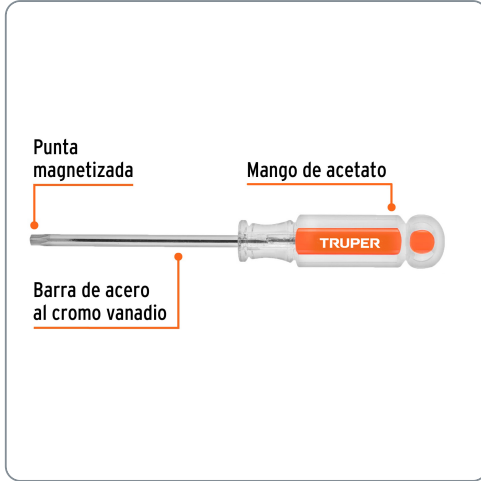 Punta
magnetizada
Mango de acetato
TRUPER
Barra de acero
al cromo vanadio